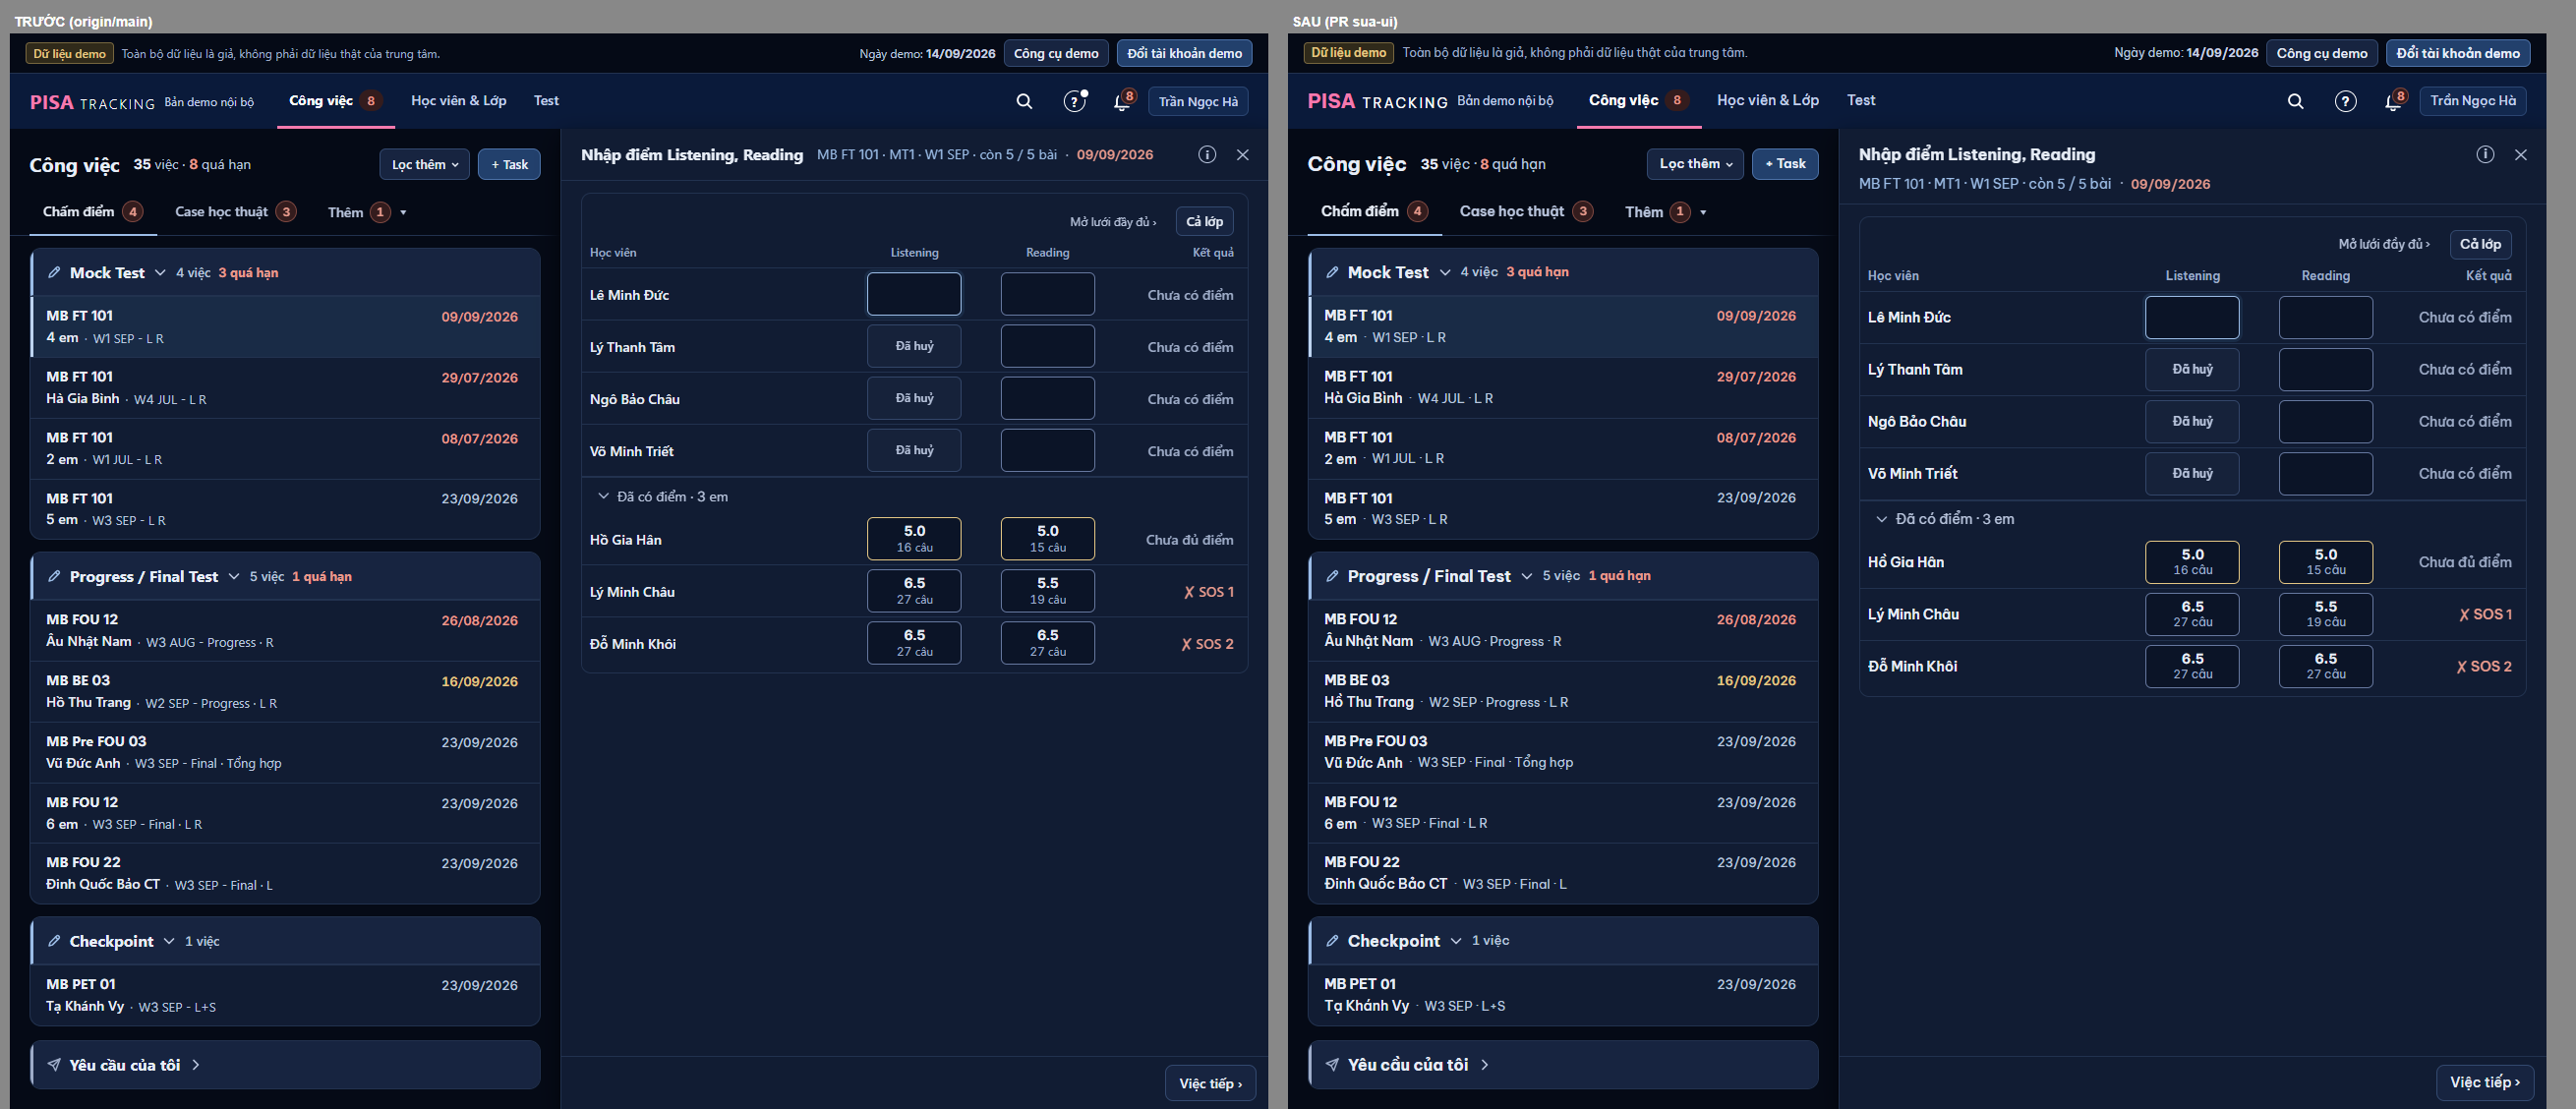 TRƯỚC (origin/main)
Dữ liệu demo Toàn bộ dữ liệu là giả, không phải dữ liệu thật của trung tâm. Ngày demo: 14/09/2026 Công cụ demo Đổi tài khoản demo
PISA TRACKING Bản demo nội bộ Công việc 8 Học viên & Lớp Test ? 8 Trần Ngọc Hà
Công việc 35 việc · 8 quá hạn Lọc thêm + Task
Chấm điểm 4 Case học thuật 3 Thêm 1
Mock Test 4 việc 3 quá hạn
MB FT 101 09/09/2026
4 em · W1 SEP - L R
MB FT 101 29/07/2026
Hà Gia Bình · W4 JUL - L R
MB FT 101 08/07/2026
2 em · W1 JUL - L R
MB FT 101 23/09/2026
5 em · W3 SEP - L R
Progress / Final Test 5 việc 1 quá hạn
MB FOU 12 26/08/2026
Âu Nhật Nam · W3 AUG - Progress · R
MB BE 03 16/09/2026
Hồ Thu Trang · W2 SEP - Progress · L R
MB Pre FOU 03 23/09/2026
Vũ Đức Anh · W3 SEP - Final · Tổng hợp
MB FOU 12 23/09/2026
6 em · W3 SEP - Final · L R
MB FOU 22 23/09/2026
Đinh Quốc Bảo CT · W3 SEP - Final · L
Checkpoint 1 việc
MB PET 01 23/09/2026
Tạ Khánh Vy · W3 SEP - L+S
Yêu cầu của tôi
Nhập điểm Listening, Reading MB FT 101 · MT1 · W1 SEP · còn 5 / 5 bài · 09/09/2026
Mở lưới đầy đủ › Cả lớp
Học viên Listening Reading Kết quả
Lê Minh Đức Chưa có điểm
Lý Thanh Tâm Đã huỷ Chưa có điểm
Ngô Bảo Châu Đã huỷ Chưa có điểm
Võ Minh Triết Đã huỷ Chưa có điểm
Đã có điểm · 3 em
Hồ Gia Hân 5.0 16 câu 5.0 15 câu Chưa đủ điểm
Lý Minh Châu 6.5 27 câu 5.5 19 câu ✗ SOS 1
Đỗ Minh Khôi 6.5 27 câu 6.5 27 câu ✗ SOS 2
Việc tiếp ›
SAU (PR sua-ui)
Dữ liệu demo Toàn bộ dữ liệu là giả, không phải dữ liệu thật của trung tâm. Ngày demo: 14/09/2026 Công cụ demo Đổi tài khoản demo
PISA TRACKING Bản demo nội bộ Công việc 8 Học viên & Lớp Test ? 8 Trần Ngọc Hà
Công việc 35 việc · 8 quá hạn Lọc thêm + Task
Chấm điểm 4 Case học thuật 3 Thêm 1
Mock Test 4 việc 3 quá hạn
MB FT 101 09/09/2026
4 em · W1 SEP · L R
MB FT 101 29/07/2026
Hà Gia Bình · W4 JUL · L R
MB FT 101 08/07/2026
2 em · W1 JUL · L R
MB FT 101 23/09/2026
5 em · W3 SEP · L R
Progress / Final Test 5 việc 1 quá hạn
MB FOU 12 26/08/2026
Âu Nhật Nam · W3 AUG · Progress · R
MB BE 03 16/09/2026
Hồ Thu Trang · W2 SEP · Progress · L R
MB Pre FOU 03 23/09/2026
Vũ Đức Anh · W3 SEP · Final · Tổng hợp
MB FOU 12 23/09/2026
6 em · W3 SEP · Final · L R
MB FOU 22 23/09/2026
Đinh Quốc Bảo CT · W3 SEP · Final · L
Checkpoint 1 việc
MB PET 01 23/09/2026
Tạ Khánh Vy · W3 SEP · L+S
Yêu cầu của tôi
Nhập điểm Listening, Reading
MB FT 101 · MT1 · W1 SEP · còn 5 / 5 bài · 09/09/2026
Mở lưới đầy đủ › Cả lớp
Học viên Listening Reading Kết quả
Lê Minh Đức Chưa có điểm
Lý Thanh Tâm Đã huỷ Chưa có điểm
Ngô Bảo Châu Đã huỷ Chưa có điểm
Võ Minh Triết Đã huỷ Chưa có điểm
Đã có điểm · 3 em
Hồ Gia Hân 5.0 16 câu 5.0 15 câu Chưa đủ điểm
Lý Minh Châu 6.5 27 câu 5.5 19 câu ✗ SOS 1
Đỗ Minh Khôi 6.5 27 câu 6.5 27 câu ✗ SOS 2
Việc tiếp ›